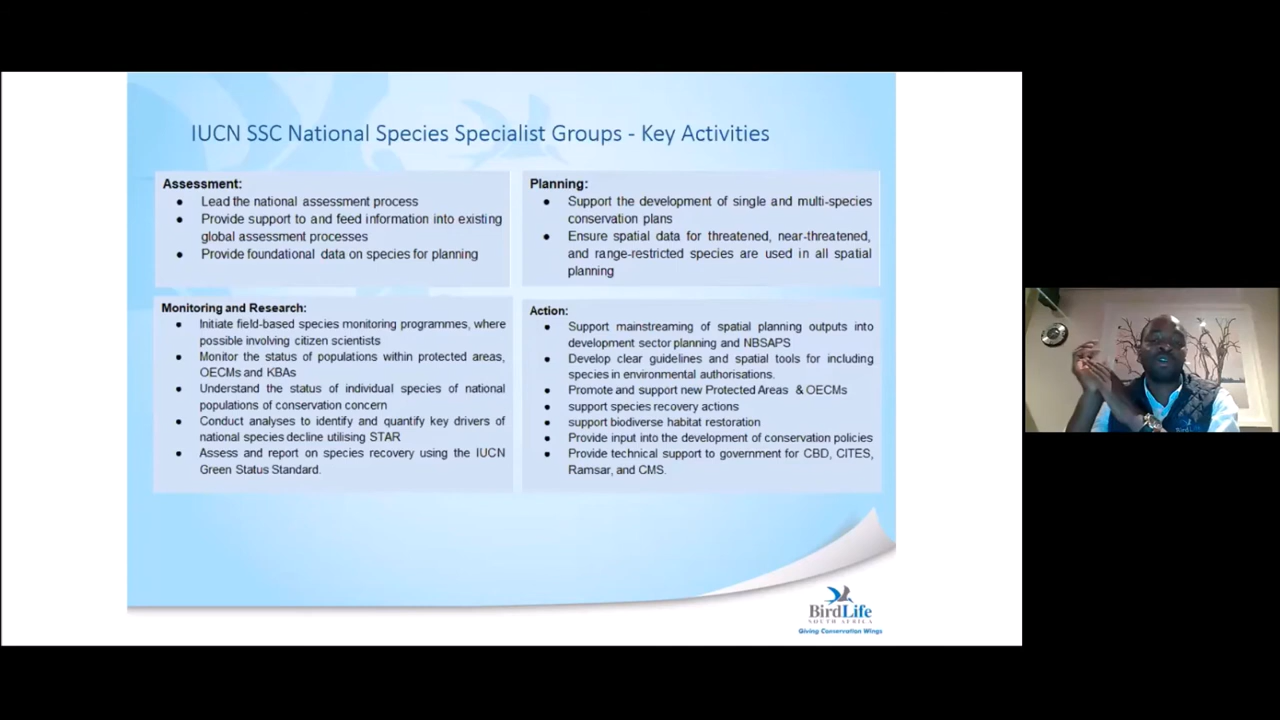 IUCN SSC National Species Specialist Groups - Key Activities
Assessment:
● Lead the national assessment process
● Provide support to and feed information into existing
global assessment processes
● Provide foundational data on species for planning
Planning:
● Support the development of single and multi-species
conservation plans
● Ensure spatial data for threatened, near-threatened,
and range-restricted species are used in all spatial
planning
Monitoring and Research:
● Initiate field-based species monitoring programmes, where
possible involving citizen scientists
● Monitor the status of populations within protected areas,
OECMs and KBAs
● Understand the status of individual species of national
populations of conservation concern
● Conduct analyses to identify and quantify key drivers of
national species decline utilising STAR
● Assess and report on species recovery using the IUCN
Green Status Standard.
Action:
● Support mainstreaming of spatial planning outputs into
development sector planning and NBSAPS
● Develop clear guidelines and spatial tools for including
species in environmental authorisations.
● Promote and support new Protected Areas & OECMs
● support species recovery actions
● support biodiverse habitat restoration
● Provide input into the development of conservation policies
● Provide technical support to government for CBD, CITES,
Ramsar, and CMS.
BirdLife
SOUTH AFRICA
Giving Conservation Wings
BirdLife